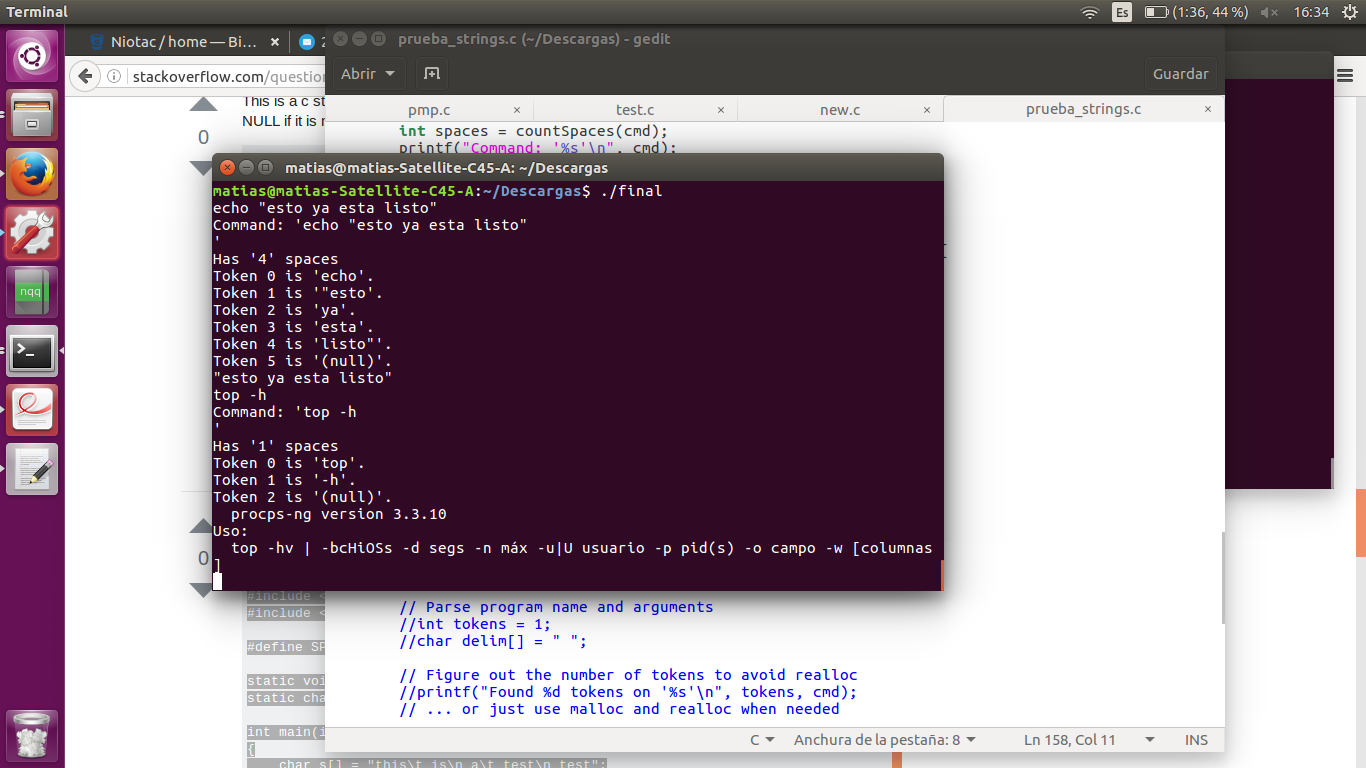 Terminal
Es
(1:36, 44 %)
16:34
Niotac / home — Bi...
prueba_strings.c (~/Descargas) - gedit
stackoverflow.com/question
Abrir
Guardar
This is a c st
NULL if it is r
0
pmp.c
test.c
new.c
prueba_strings.c
int spaces = countSpaces(cmd);
printf("Command: '%s'\n", cmd);
matias@matias-Satellite-C45-A: ~/Descargas
matias@matias-Satellite-C45-A:~/Descargas$ ./final
echo "esto ya esta listo"
Command: 'echo "esto ya esta listo"
'
Has '4' spaces
Token 0 is 'echo'.
Token 1 is '"esto'.
Token 2 is 'ya'.
Token 3 is 'esta'.
Token 4 is 'listo"'.
Token 5 is '(null)'.
"esto ya esta listo"
top -h
Command: 'top -h
'
Has '1' spaces
Token 0 is 'top'.
Token 1 is '-h'.
Token 2 is '(null)'.
procps-ng version 3.3.10
Uso:
top -hv | -bcHiOSs -d segs -n máx -u|U usuario -p pid(s) -o campo -w [columnas
]
nqq
0
#include <
#include <
#define SP
static voi
static cha
int main(i
{
char s[] = "this\t is\n a\t test\n test";
// Parse program name and arguments
//int tokens = 1;
//char delim[] = " ";
// Figure out the number of tokens to avoid realloc
//printf("Found %d tokens on '%s'\n", tokens, cmd);
// ... or just use malloc and realloc when needed
C
Anchura de la pestaña: 8
Ln 158, Col 11
INS